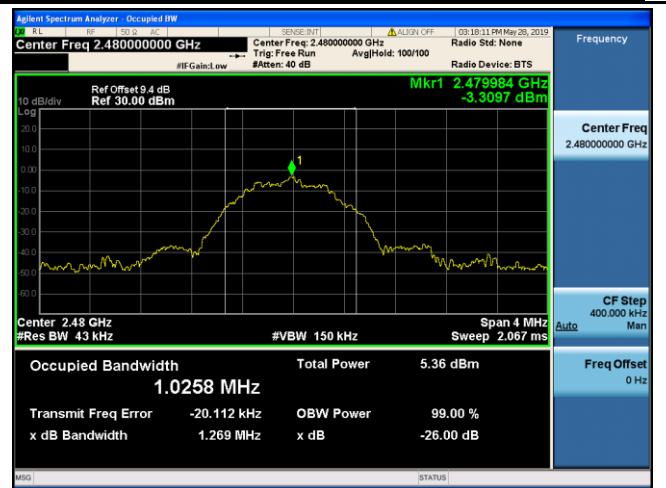 Agilent Spectrum Analyzer - Occupied BW
RL RF 50 Ω AC SENSE:INT ALIGN OFF 03:18:11 PM May 28, 2019
Center Freq 2.480000000 GHz Center Freq: 2.480000000 GHz Radio Std: None
Trig: Free Run Avg|Hold: 100/100
#IFGain:Low #Atten: 40 dB Radio Device: BTS
Ref Offset 9.4 dB Mkr1 2.479984 GHz
10 dB/div Ref 30.00 dBm -3.3097 dBm
Log
20.0
10.0
0.00
-10.0
-20.0
-30.0
-40.0
-50.0
-60.0
1
Center 2.48 GHz Span 4 MHz
#Res BW 43 kHz #VBW 150 kHz Sweep 2.067 ms
Occupied Bandwidth Total Power 5.36 dBm
1.0258 MHz
Transmit Freq Error -20.112 kHz OBW Power 99.00 %
x dB Bandwidth 1.269 MHz x dB -26.00 dB
MSG STATUS
Frequency
Center Freq
2.480000000 GHz
CF Step
400.000 kHz
Auto Man
Freq Offset
0 Hz